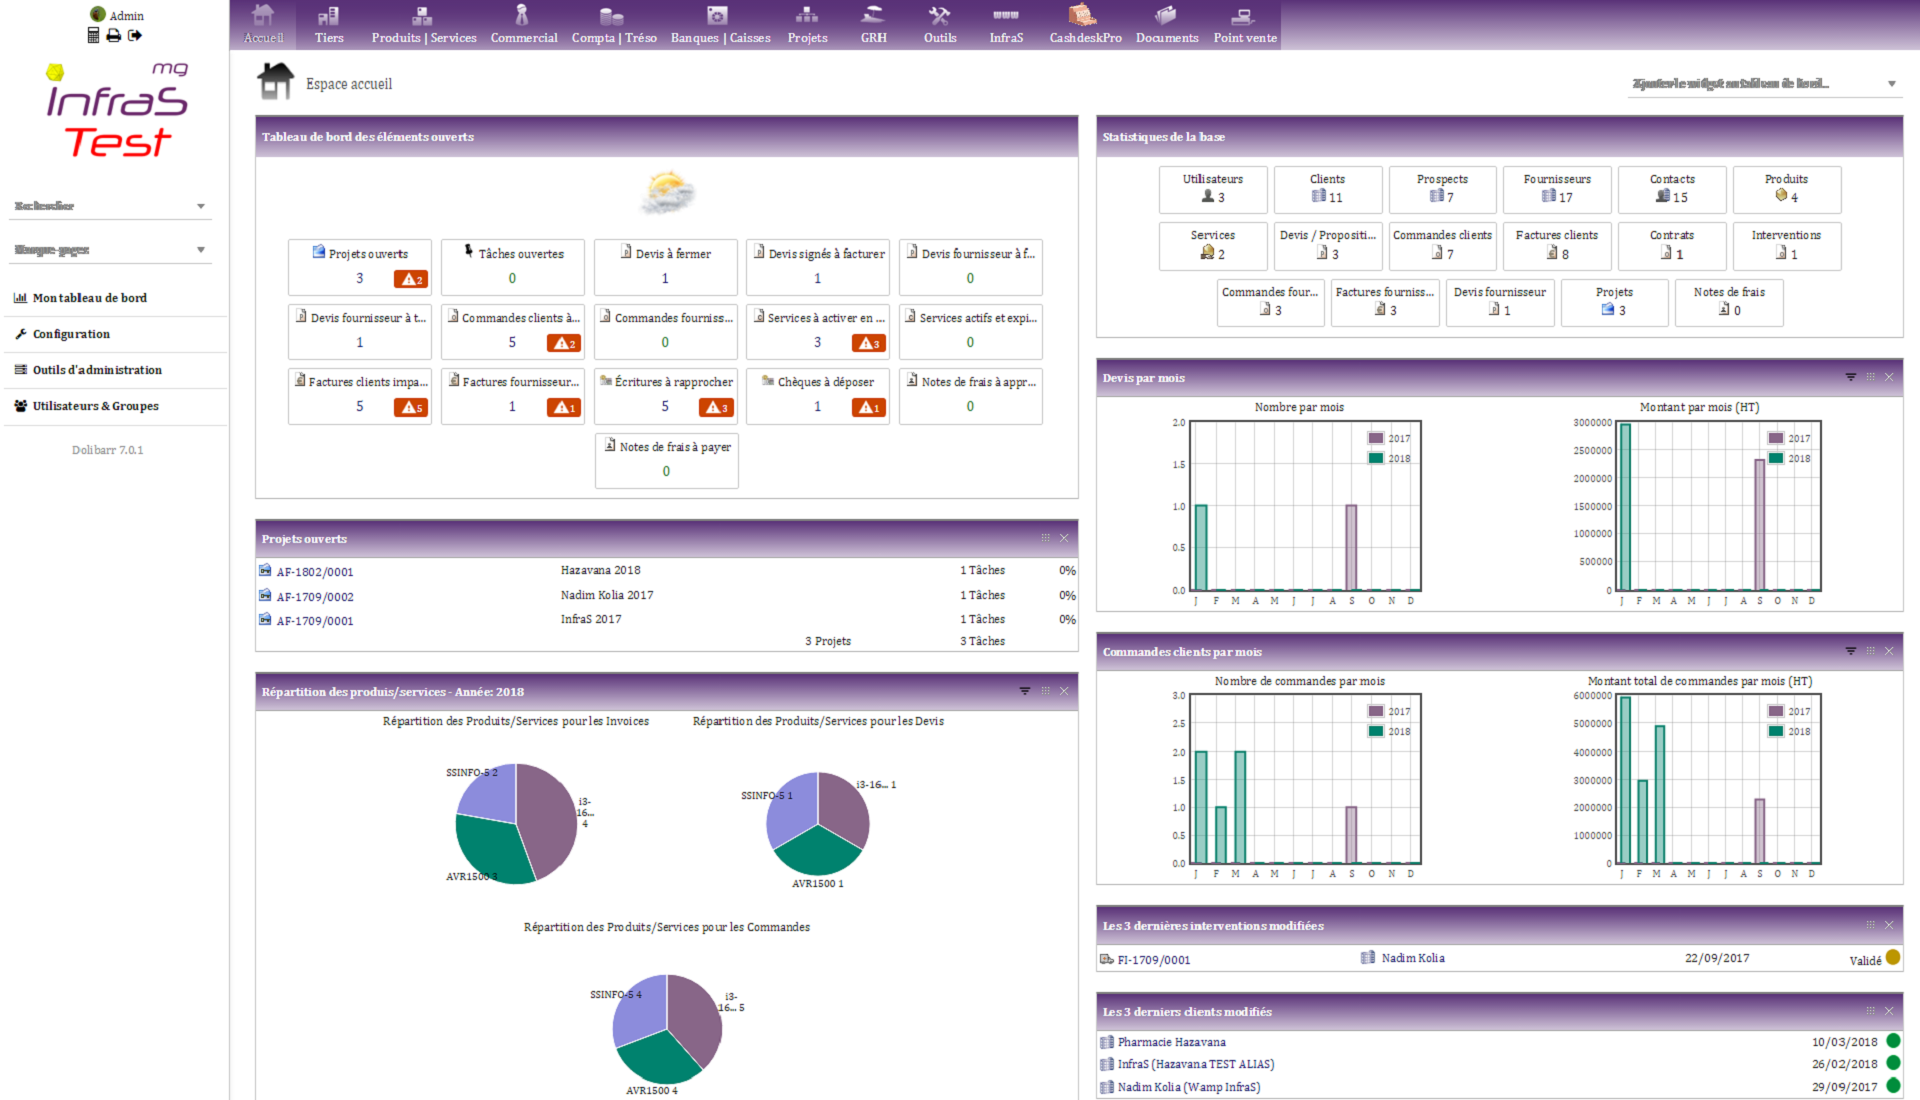 Admin
mg
InfraS
Test
Mon tableau de bord
Configuration
Outils d'administration
Utilisateurs & Groupes
Dolibarr 7.0.1
Accueil
Tiers
Produits | Services
Commercial
Compta | Tréso
Banques | Caisses
Projets
GRH
Outils
InfraS
CashdeskPro
Documents
Point vente
Espace accueil
Tableau de bord des éléments ouverts
Projets ouverts
3
2
Tâches ouvertes
0
Devis à fermer
1
Devis signés à facturer
1
Devis fournisseur à f...
0
Devis fournisseur à t...
1
Commandes clients à...
5
2
Commandes fourniss...
0
Services à activer en ...
3
3
Services actifs et expi...
0
Factures clients impa...
5
5
Factures fournisseur...
1
1
Écritures à rapprocher
5
3
Chèques à déposer
1
1
Notes de frais à appr...
0
Notes de frais à payer
0
Projets ouverts
AF-1802/0001 Hazavana 2018 1 Tâches 0%
AF-1709/0002 Nadim Kolia 2017 1 Tâches 0%
AF-1709/0001 InfraS 2017 1 Tâches 0%
3 Projets 3 Tâches
Répartition des produis/services - Année: 2018
Répartition des Produits/Services pour les Invoices
SSINFO-5 2
i3-
16...
4
AVR1500 3
Répartition des Produits/Services pour les Devis
SSINFO-5 1
i3-16... 1
AVR1500 1
Répartition des Produits/Services pour les Commandes
SSINFO-5 4
i3-
16... 5
AVR1500 4
Statistiques de la base
Utilisateurs
3
Clients
11
Prospects
7
Fournisseurs
17
Contacts
15
Produits
4
Services
2
Devis / Propositi...
3
Commandes clients
7
Factures clients
8
Contrats
1
Interventions
1
Commandes four...
3
Factures fourniss...
3
Devis fournisseur
1
Projets
3
Notes de frais
0
Devis par mois
Nombre par mois
2.0
1.5
1.0
0.5
0.0
J F M A M J J A S O N D
2017
2018
Montant par mois (HT)
3000000
2500000
2000000
1500000
1000000
500000
0
J F M A M J J A S O N D
2017
2018
Commandes clients par mois
Nombre de commandes par mois
3.0
2.5
2.0
1.5
1.0
0.5
0.0
J F M A M J J A S O N D
2017
2018
Montant total de commandes par mois (HT)
6000000
5000000
4000000
3000000
2000000
1000000
0
J F M A M J J A S O N D
2017
2018
Les 3 dernières interventions modifiées
FI-1709/0001 Nadim Kolia 22/09/2017 Validé
Les 3 derniers clients modifiés
Pharmacie Hazavana 10/03/2018
InfraS (Hazavana TEST ALIAS) 26/02/2018
Nadim Kolia (Wamp InfraS) 29/09/2017